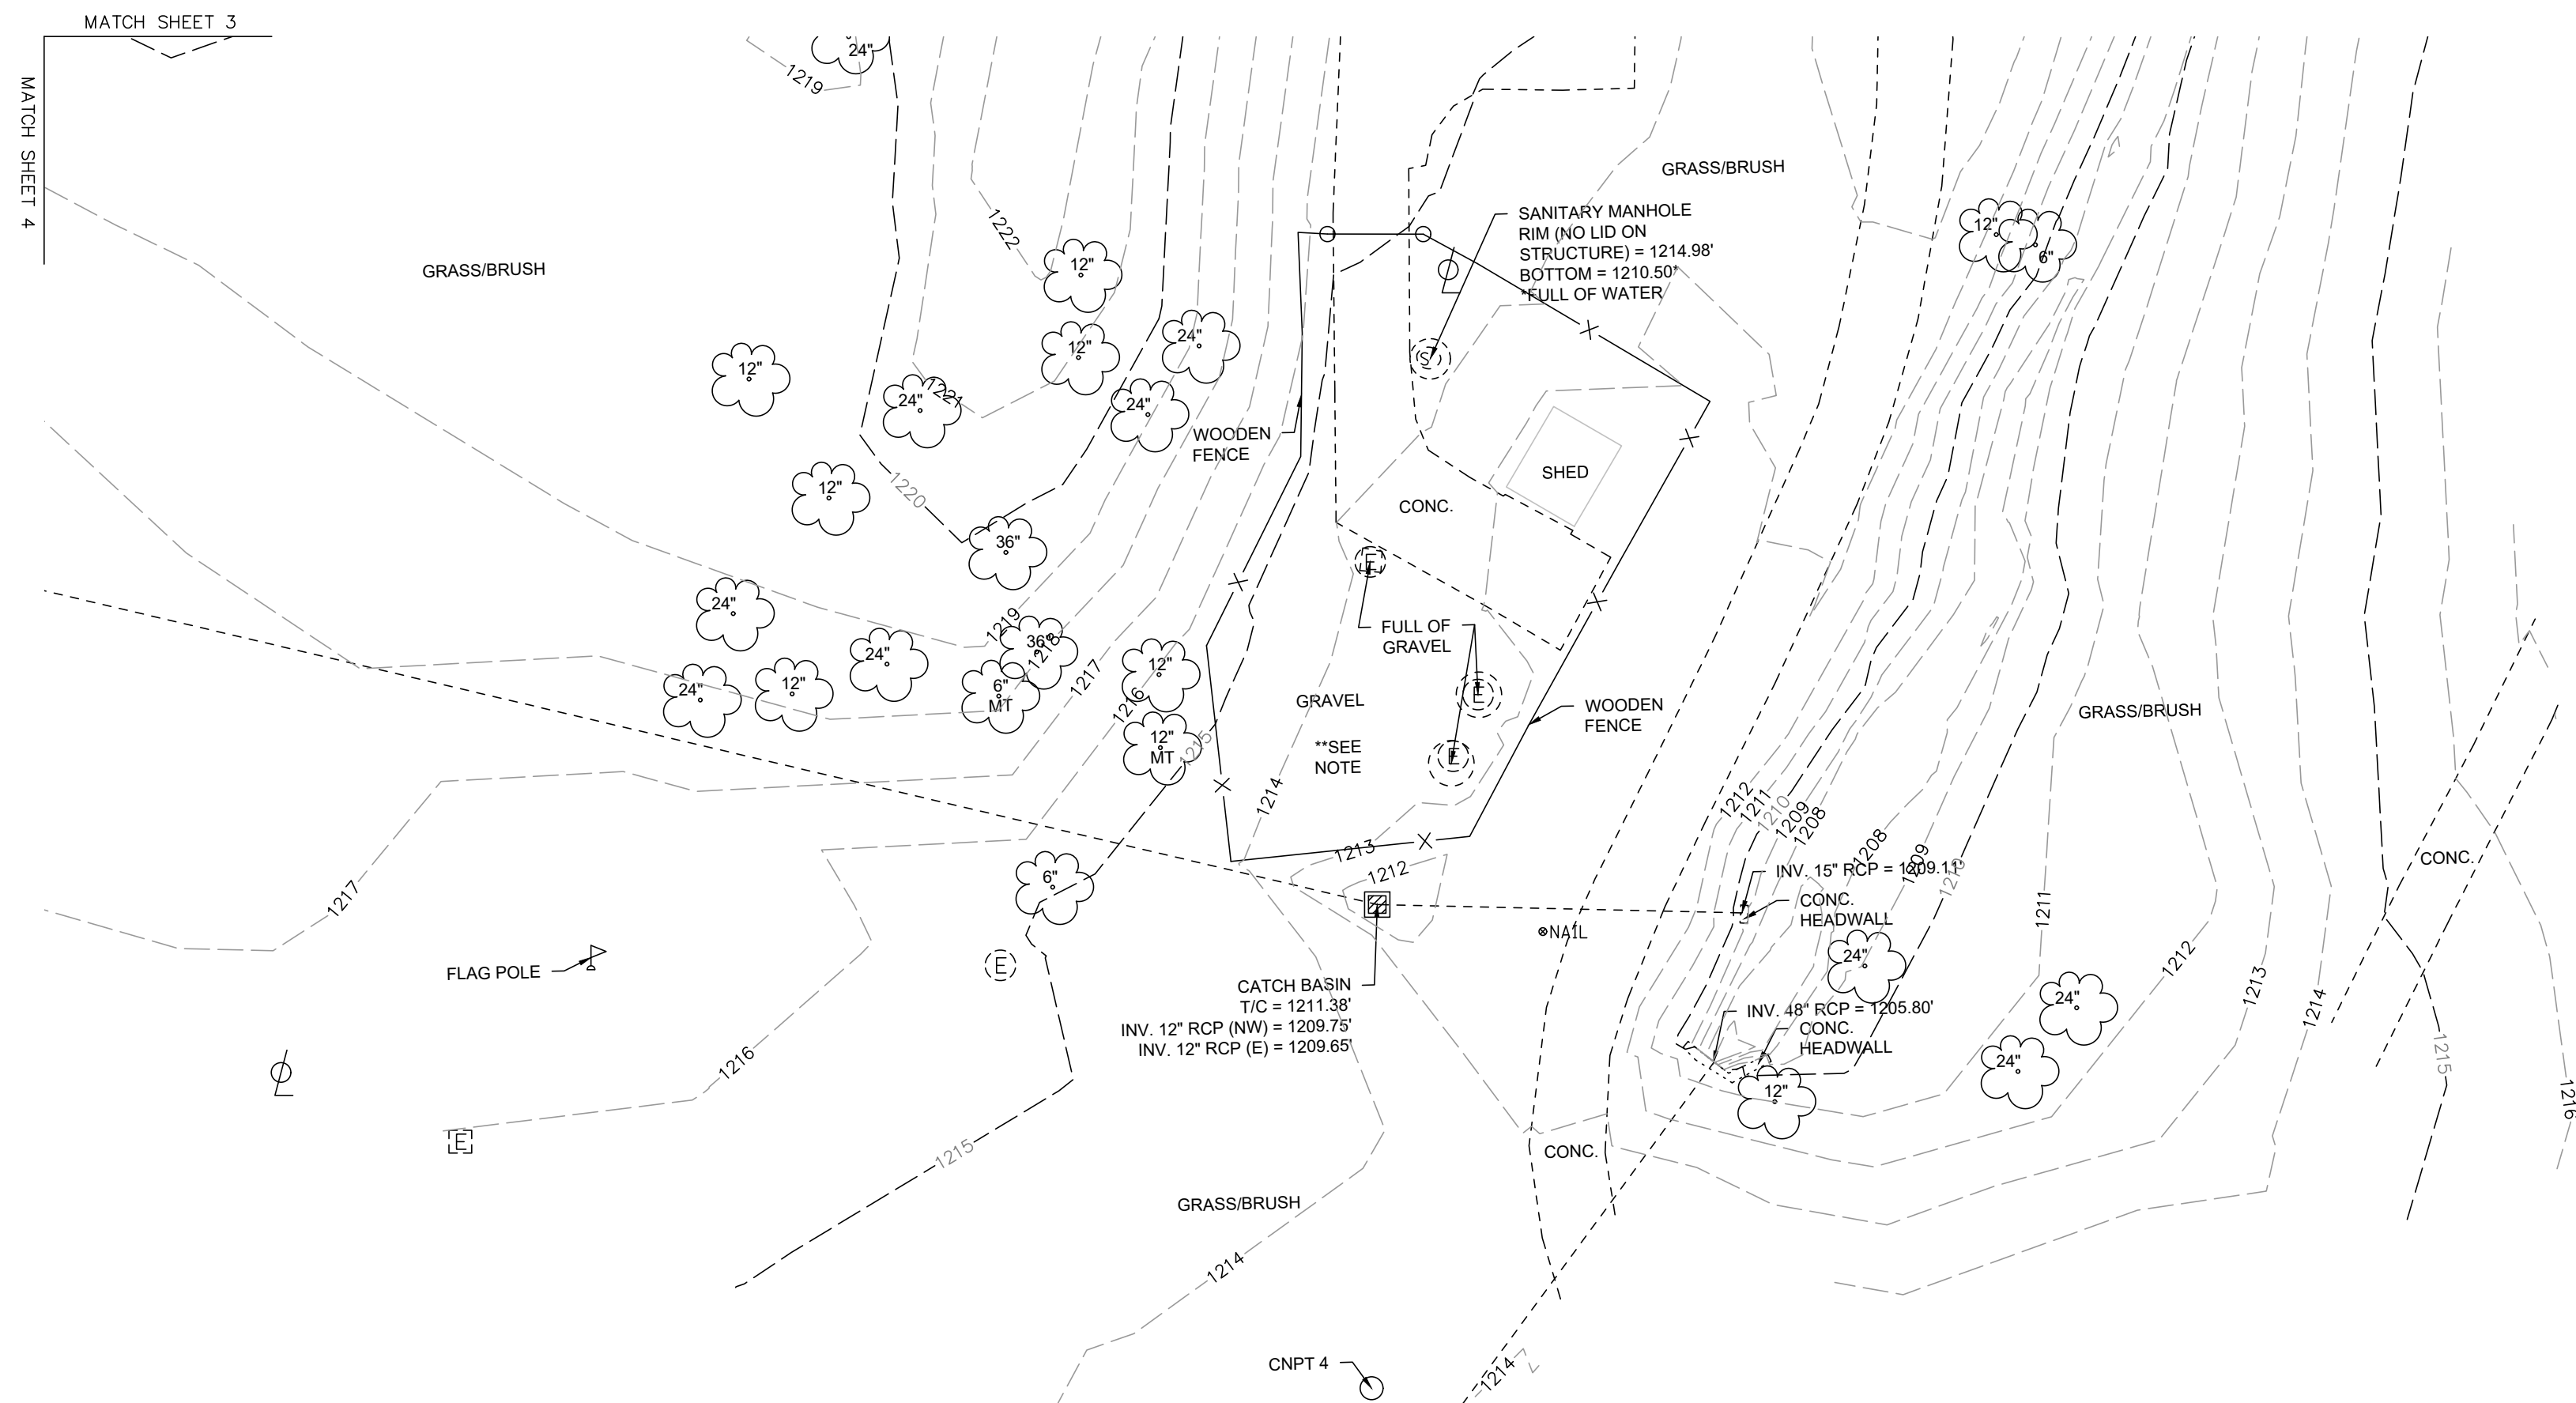 MATCH SHEET 3
MATCH SHEET 4
24"
1219
GRASS/BRUSH
1222
12"
GRASS/BRUSH
SANITARY MANHOLE
RIM (NO LID ON
STRUCTURE) = 1214.98'
BOTTOM = 1210.50*
*FULL OF WATER
12"
6"
12"
24"
12"
24"
1221
24"
WOODEN
FENCE
S
SHED
12"
1220
CONC.
36"
E
24"
24"
1219
36"
1218
FULL OF
GRAVEL
24"
12"
6"
MT
1217
1216
12"
12"
MT
1215
GRAVEL
**SEE
NOTE
E
E
WOODEN
FENCE
GRASS/BRUSH
1214
1213
1212
1212
1211
1210
1209
1208
1208
1209
1210
INV. 15" RCP = 1209.11'
CONC.
HEADWALL
CONC.
6"
1217
1211
NAIL
FLAG POLE
E
24"
24"
1212
1213
1214
CATCH BASIN
T/C = 1211.38'
INV. 12" RCP (NW) = 1209.75'
INV. 12" RCP (E) = 1209.65'
INV. 48" RCP = 1205.80'
CONC.
HEADWALL
24"
12"
1215
1216
1216
E
1215
CONC.
GRASS/BRUSH
1214
CNPT 4
1214